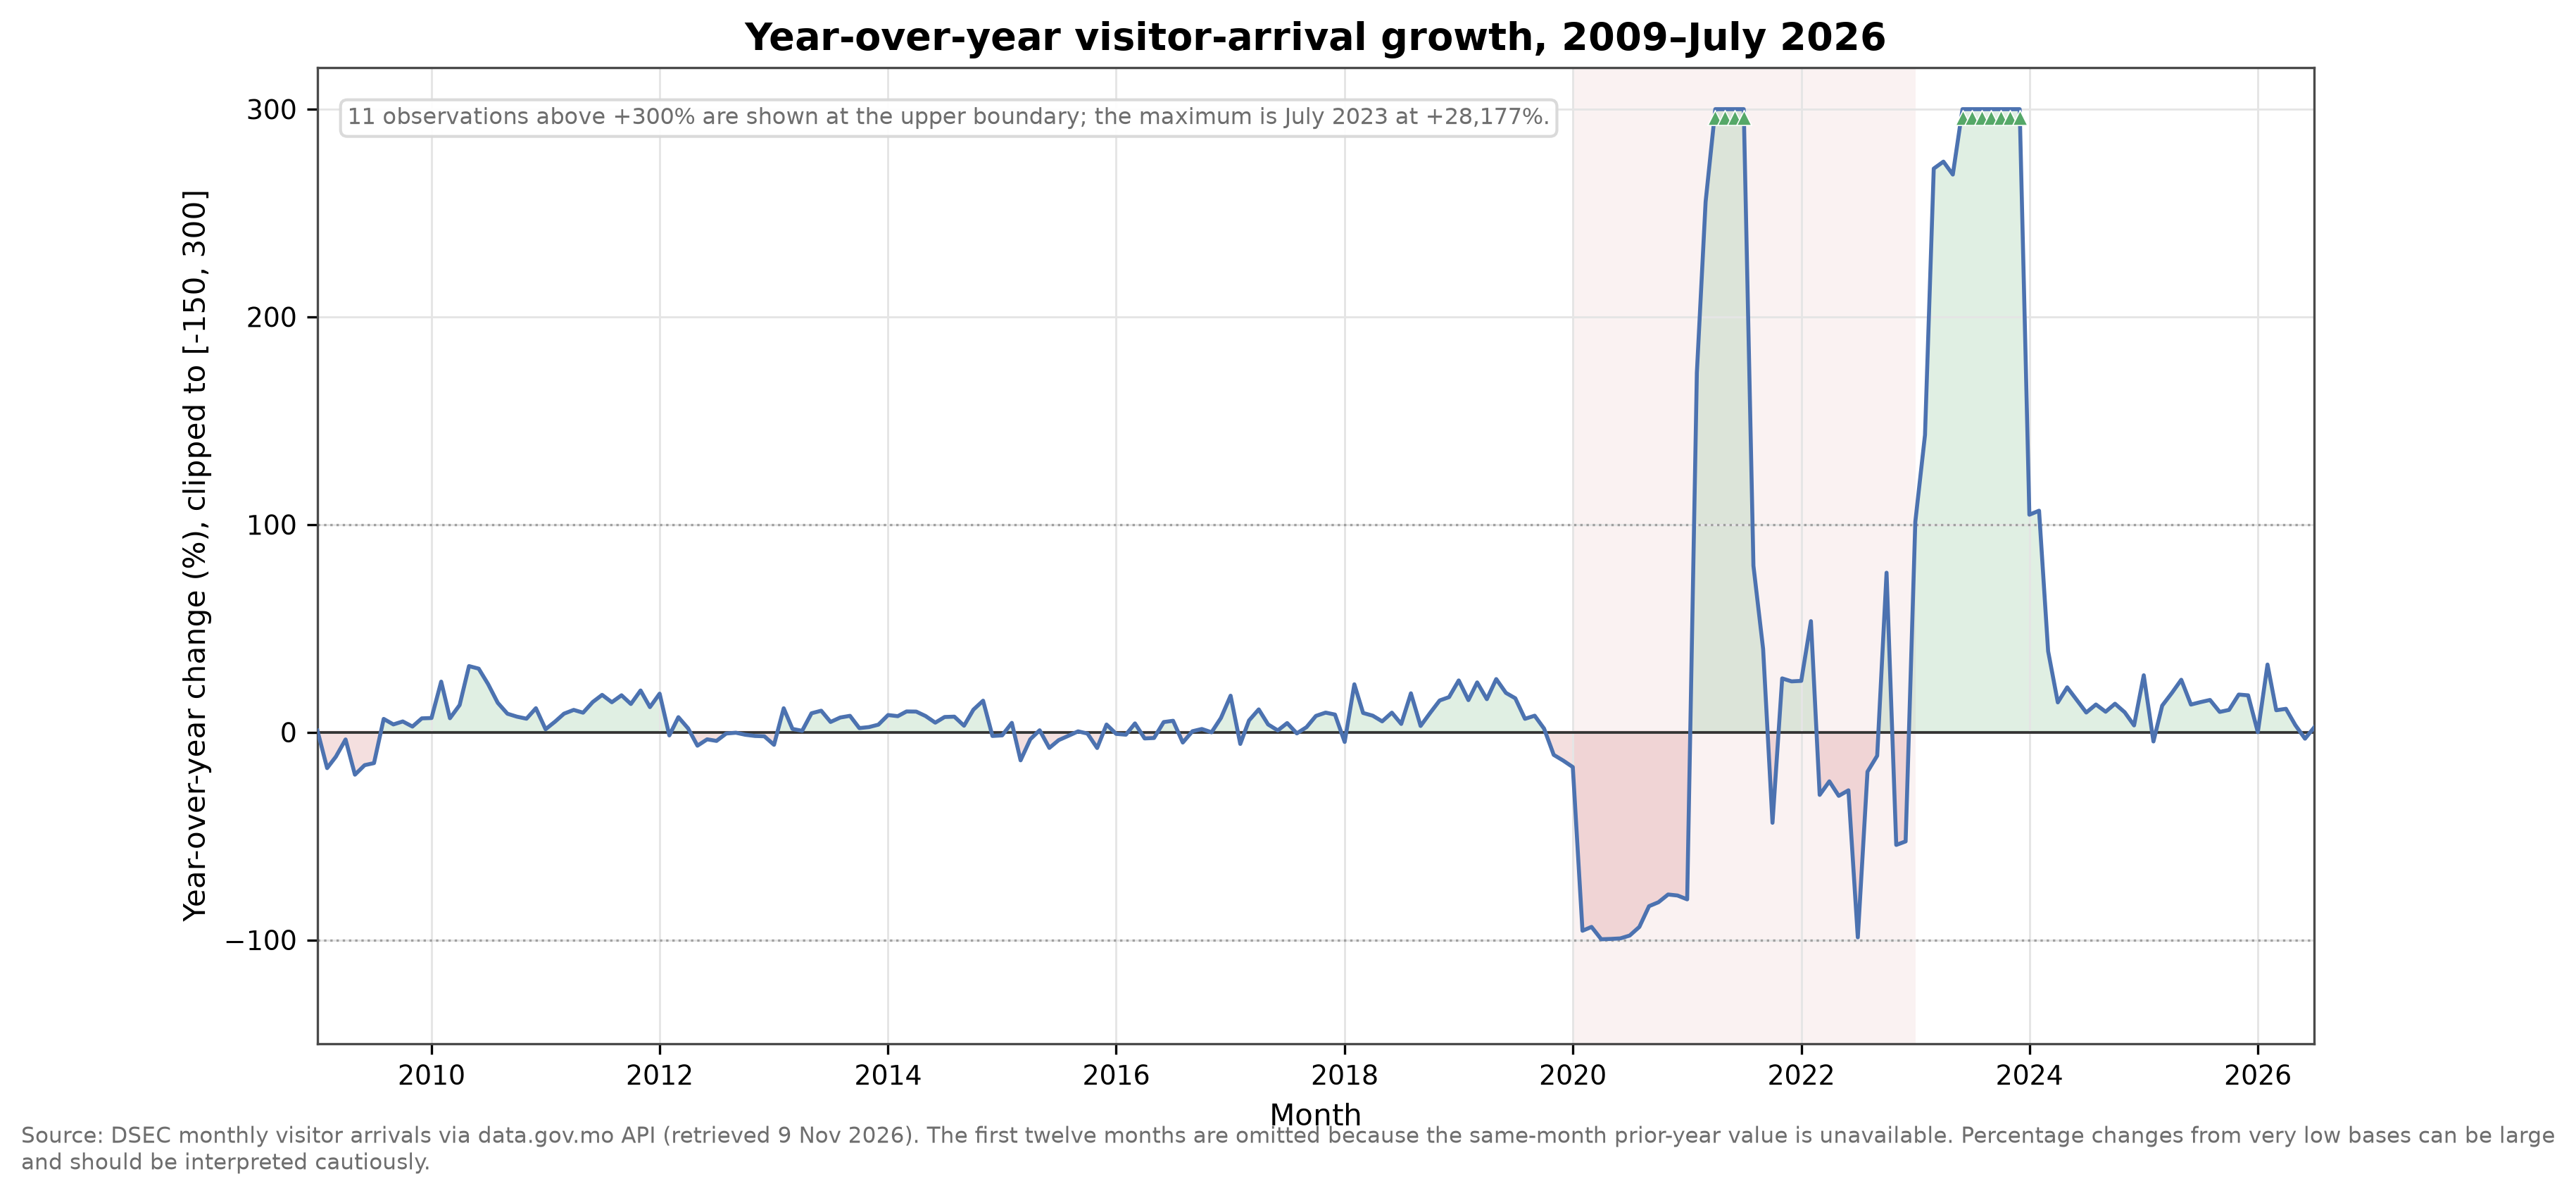 Year-over-year visitor-arrival growth, 2009–July 2026
11 observations above +300% are shown at the upper boundary; the maximum is July 2023 at +28,177%.
Year-over-year change (%), clipped to [-150, 300]
300
200
100
0
−100
2010
2012
2014
2016
2018
2020
2022
2024
2026
Month
Source: DSEC monthly visitor arrivals via data.gov.mo API (retrieved 9 Nov 2026). The first twelve months are omitted because the same-month prior-year value is unavailable. Percentage changes from very low bases can be large
and should be interpreted cautiously.